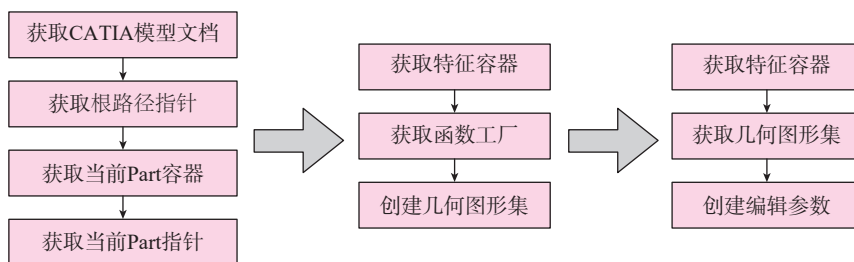 获取CATIA模型文档
获取根路径指针
获取当前Part容器
获取当前Part指针
获取特征容器
获取函数工厂
创建几何图形集
获取特征容器
获取几何图形集
创建编辑参数